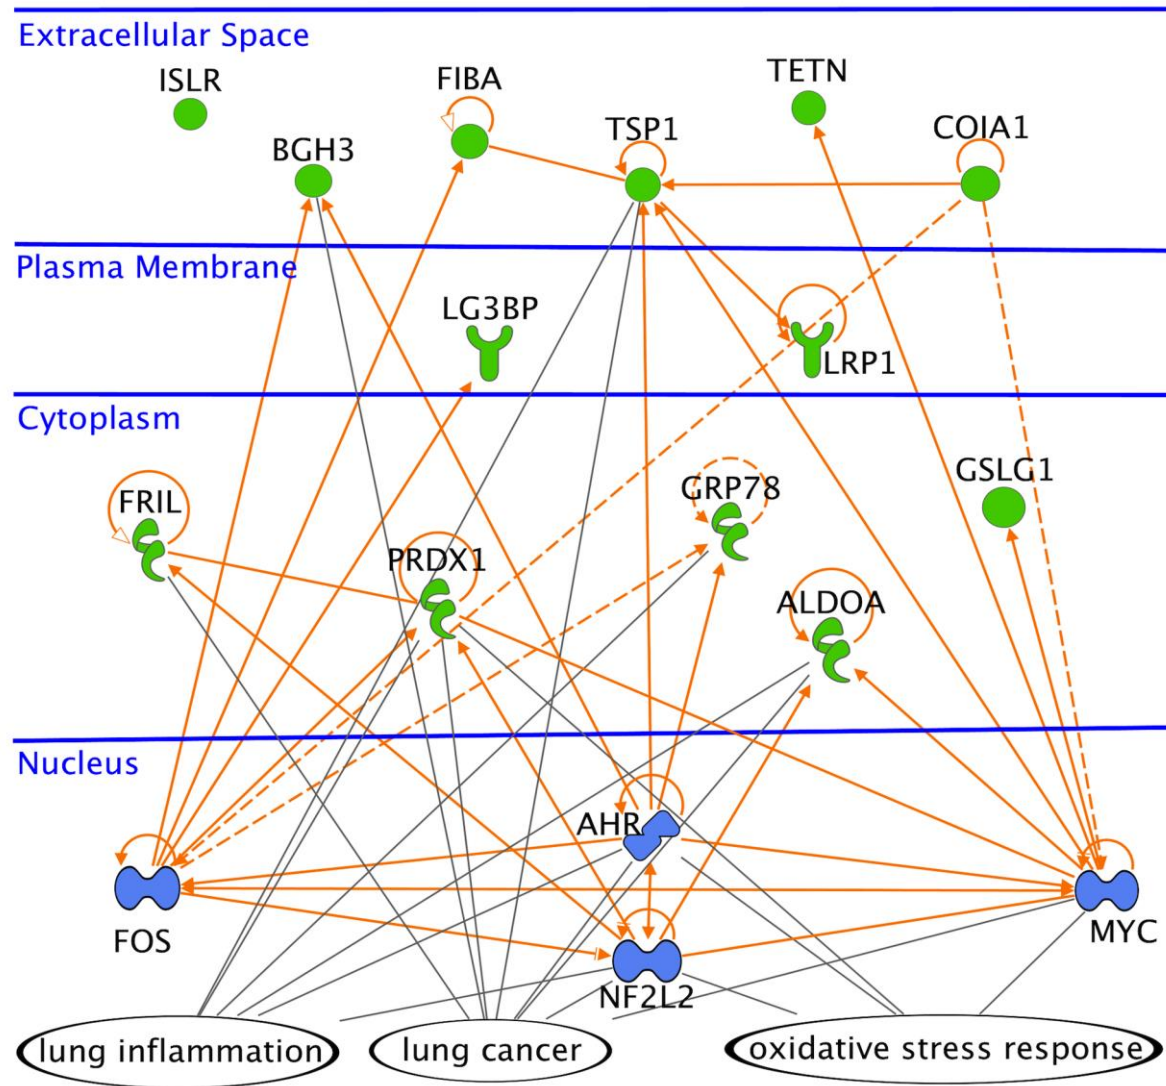 Extracellular Space
ISLR
FIBA
TETN
BGH3
TSP1
COIA1
Plasma Membrane
LG3BP
LRP1
Cytoplasm
FRIL
GRP78
GSLG1
PRDX1
ALDOA
Nucleus
AHR
FOS
MYC
NF2L2
lung inflammation
lung cancer
oxidative stress response